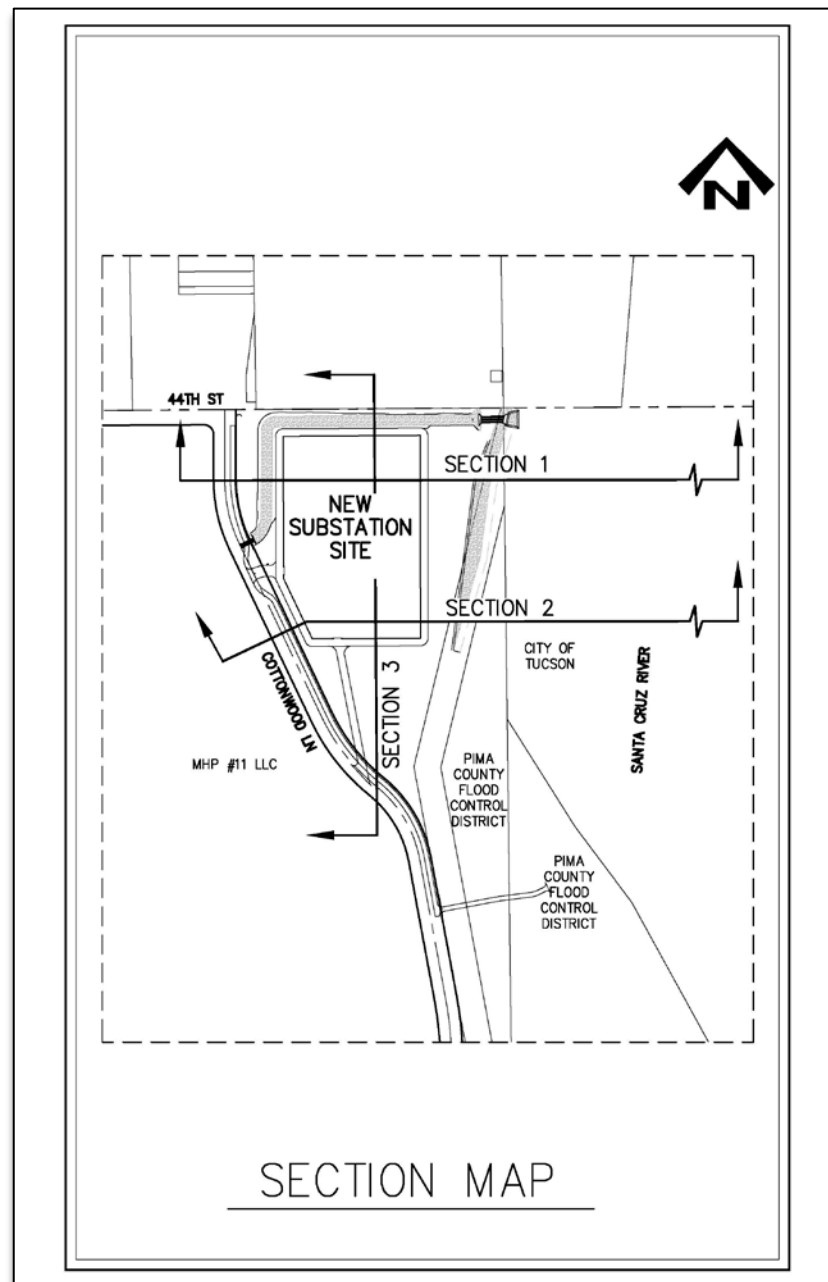 N
44TH ST
SECTION 1
NEW
SUBSTATION
SITE
SECTION 2
CITY OF
TUCSON
SECTION 3
COTTONWOOD LN
SANTA CRUZ RIVER
MHP #11 LLC
PIMA
COUNTY
FLOOD
CONTROL
DISTRICT
PIMA
COUNTY
FLOOD
CONTROL
DISTRICT
SECTION MAP